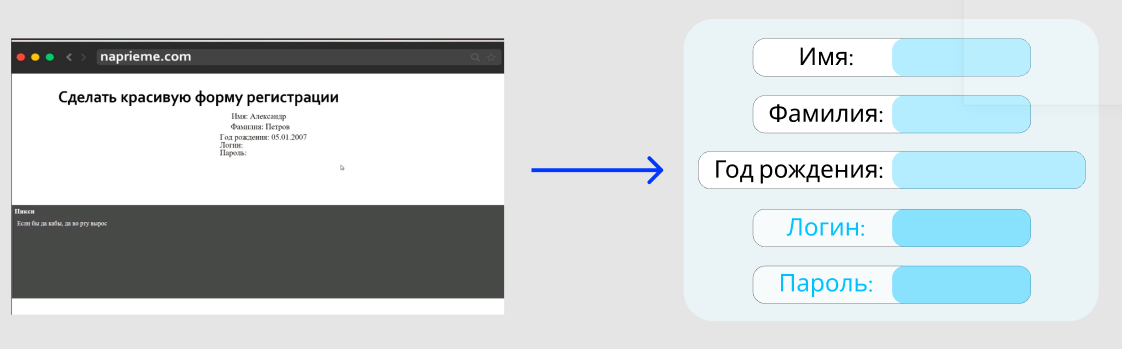 naprieme.com
Сделать красивую форму регистрации
Имя: Александр
Фамилия: Петров
Год рождения: 05.01.2007
Логин:
Пароль:
Пикси
Если бы да кабы, да во рту вырос
Имя:
Фамилия:
Год рождения:
Логин:
Пароль: